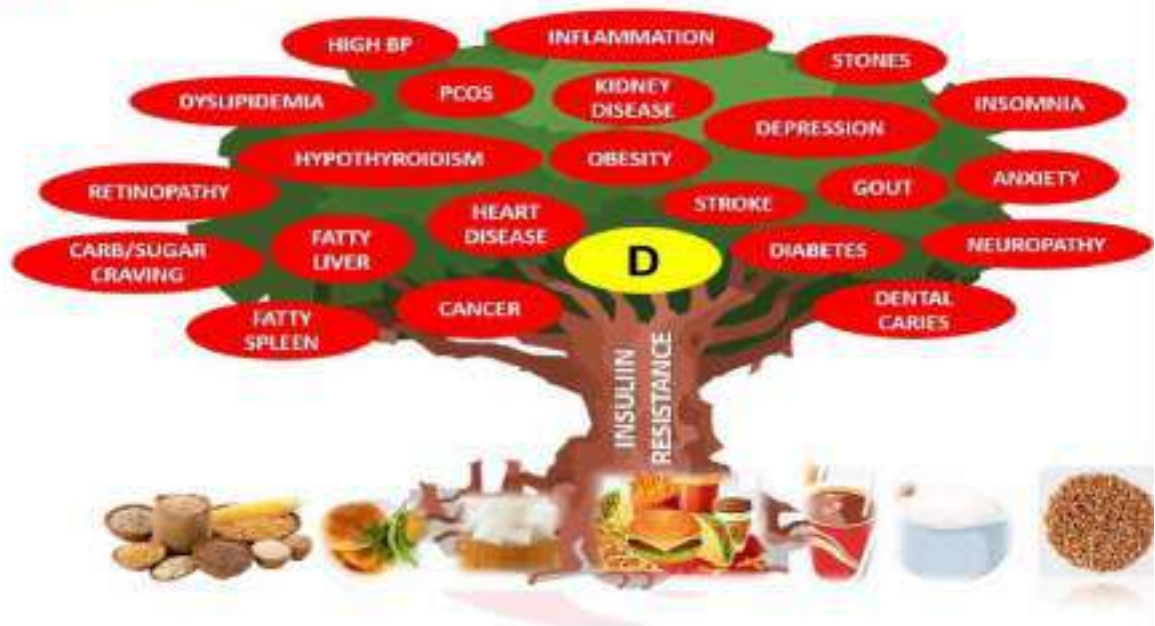 HIGH BP
INFLAMMATION
STONES
DYSLIPIDEMIA
PCOS
KIDNEY
DISEASE
DEPRESSION
INSOMNIA
HYPOTHYROIDISM
OBESITY
RETINOPATHY
GOUT
ANXIETY
HEART
DISEASE
STROKE
CARB/SUGAR
CRAVING
FATTY
LIVER
D
DIABETES
NEUROPATHY
FATTY
SPLEEN
CANCER
DENTAL
CARIES
INSULIIN
RESISTANCE